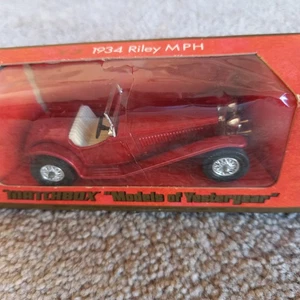 1934 Riley MPH
MATCHBOX "Models of Yesteryear"